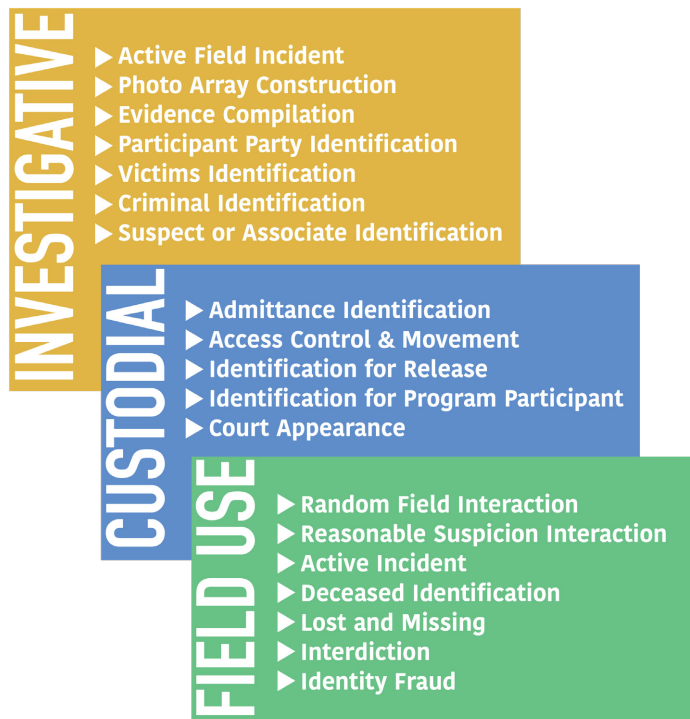 INVESTIGATIVE
Active Field Incident
Photo Array Construction
Evidence Compilation
Participant Party Identification
Victims Identification
Criminal Identification
Suspect or Associate Identification
CUSTODIAL
Admittance Identification
Access Control & Movement
Identification for Release
Identification for Program Participant
Court Appearance
FIELD USE
Random Field Interaction
Reasonable Suspicion Interaction
Active Incident
Deceased Identification
Lost and Missing
Interdiction
Identity Fraud